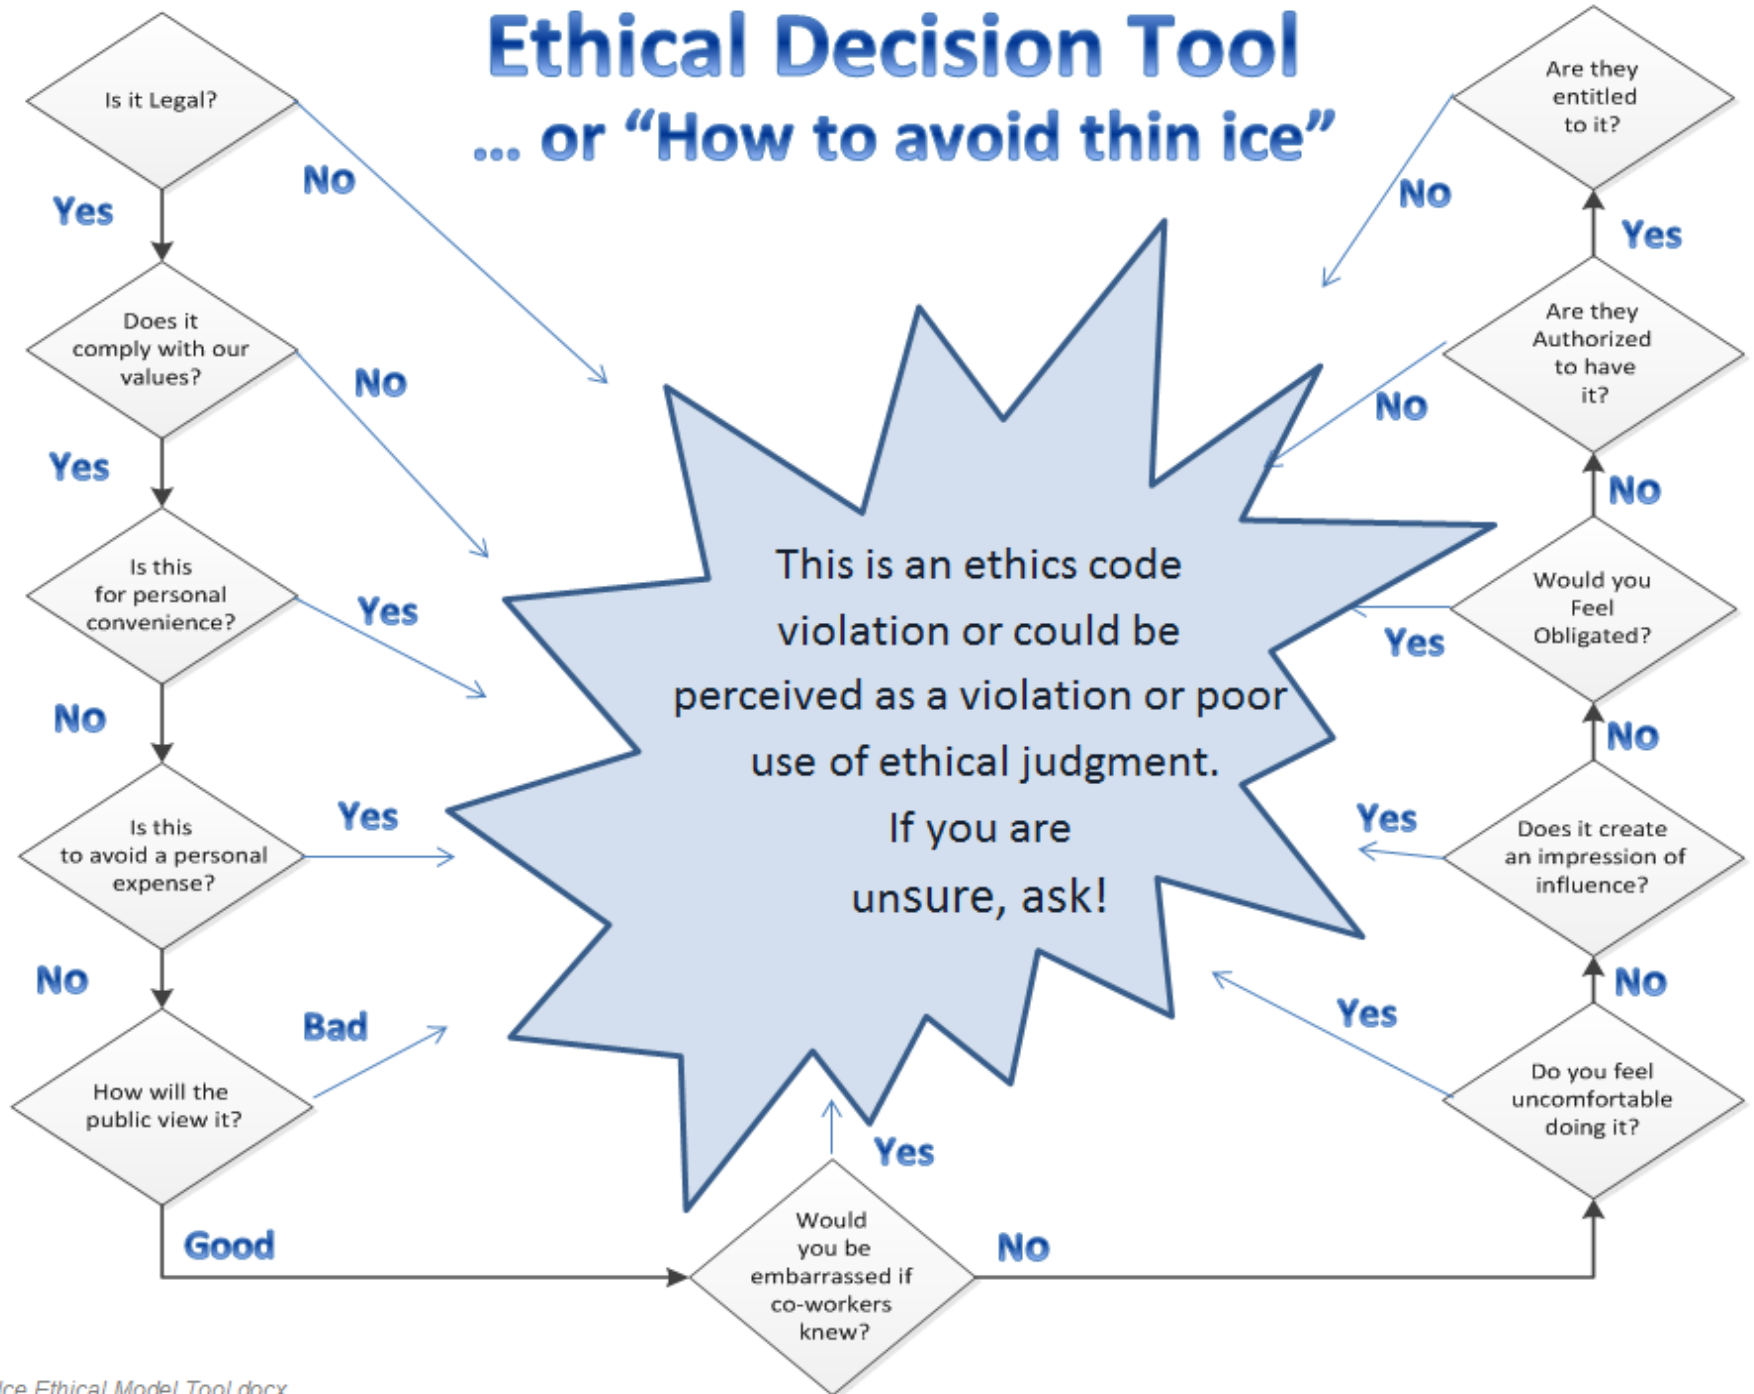 Ethical Decision Tool
... or “How to avoid thin ice”
Is it Legal?
No
Yes
Does it
comply with our
values?
No
Yes
Is this
for personal
convenience?
Yes
No
Is this
to avoid a personal
expense?
Yes
No
How will the
public view it?
Bad
Good
Would
you be
embarrassed if
co-workers
knew?
Yes
No
Do you feel
uncomfortable
doing it?
Yes
No
Does it create
an impression of
influence?
Yes
No
Would you
Feel
Obligated?
Yes
No
Are they
Authorized
to have
it?
No
Yes
Are they
entitled
to it?
No
This is an ethics code
violation or could be
perceived as a violation or poor
use of ethical judgment.
If you are
unsure, ask!
Ice Ethical Model Tool.docx